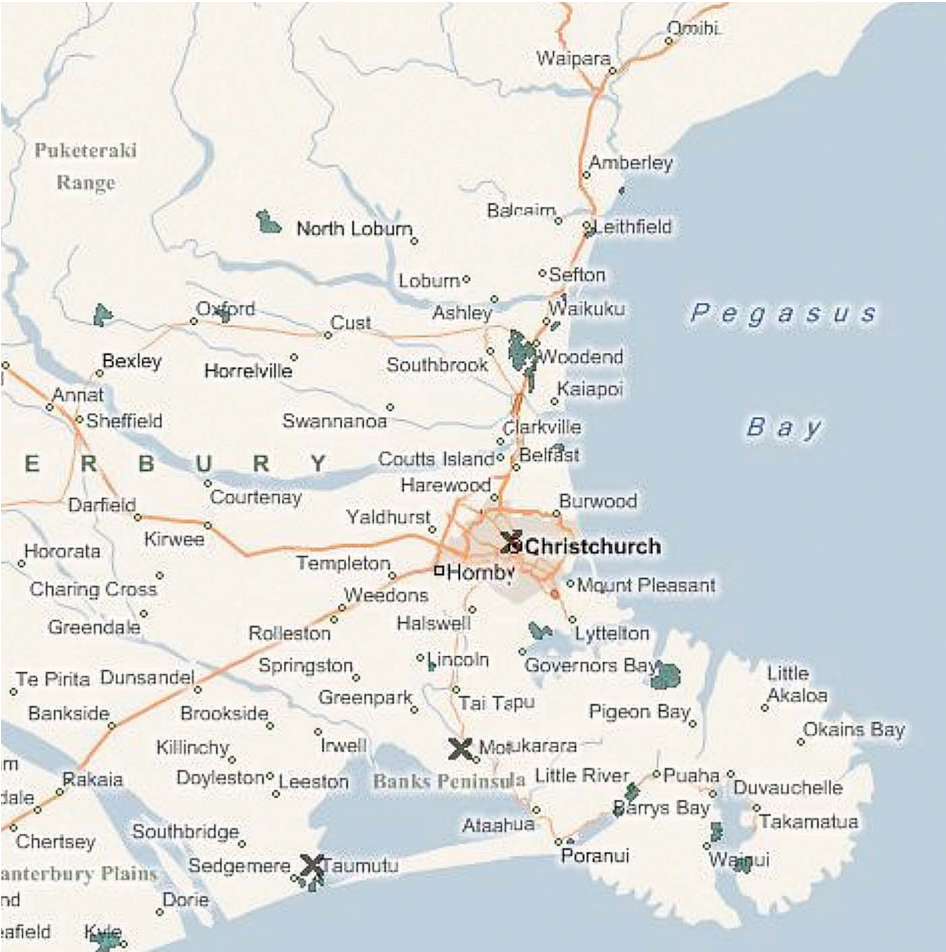 Omihi
Waipara
Puketeraki
Range
Amberley
Balcairn
North Loburn
Leithfield
Loburn
Sefton
Ashley
Waikuku
Pegasus
Oxford
Cust
Bexley
Horrelville
Southbrook
Woodend
Annat
Kaiapoi
Sheffield
Swannanoa
Clarkville
Bay
ERBURY
Coutts Island
Belfast
Courtenay
Harewood
Darfield
Burwood
Yaldhurst
Kirwee
Hororata
Christchurch
Templeton
Hornby
Charing Cross
Mount Pleasant
Weedons
Greendale
Halswell
Rolleston
Lyttelton
Springston
Lincoln
Governors Bay
Te Pirita
Dunsandel
Little
Akaloa
Greenpark
Tai Tapu
Bankside
Brookside
Pigeon Bay
Okains Bay
Killinchy
Irwell
Motukarara
rn
Rakaia
Doyleston
Leeston
Banks Peninsula
Little River
Puaha
Duvauchelle
dale
Barrys Bay
Takamatua
Chertsey
Southbridge
Ataahua
Poranui
Wainui
Sedgemere
Taumutu
anterbury Plains
nd
Dorie
eafield
Kyle